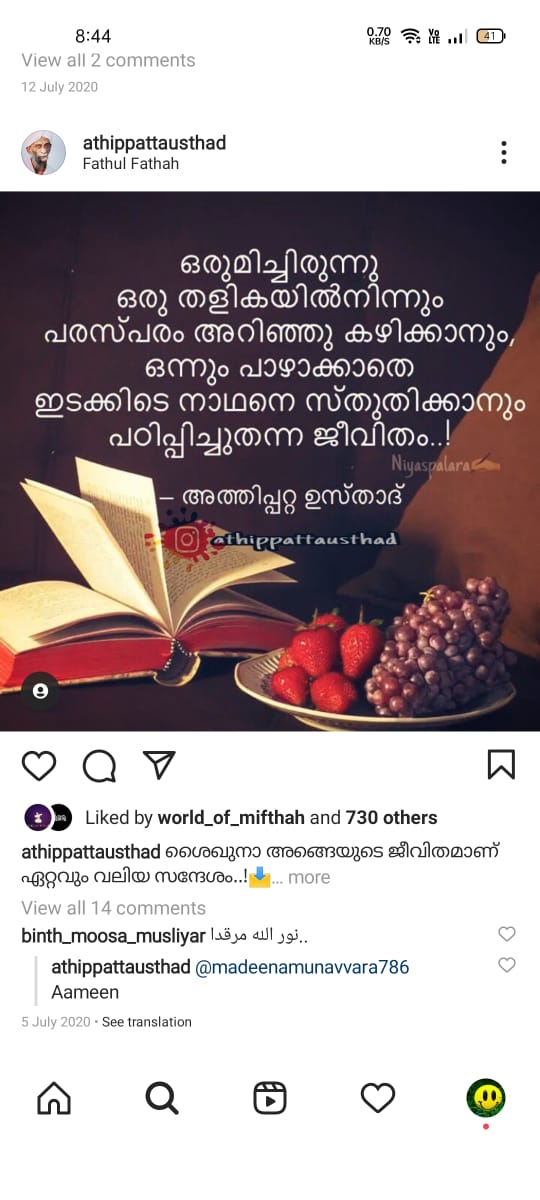 8:44
0.70 KB/S
Vo LTE
41
View all 2 comments
12 July 2020
athippattausthad
Fathul Fathah
ഒരുമിച്ചിരുന്നു
ഒരു തളികയിൽനിന്നും
പരസ്പരം അറിഞ്ഞു കഴിക്കാനും,
ഒന്നും പാഴാക്കാതെ
ഇടക്കിടെ നാഥനെ സ്തുതിക്കാനും
പഠിപ്പിച്ചുതന്ന ജീവിതം..!
Niyaspalara
– അത്തിപ്പറ്റ ഉസ്താദ്
athippattausthad
Liked by world_of_mifthah and 730 others
athippattausthad ശൈഖുനാ അങ്ങെയുടെ ജീവിതമാണ്
ഏറ്റവും വലിയ സന്ദേശം..!📥... more
View all 14 comments
binth_moosa_musliyar نور الله مرقدا..
athippattausthad @madeenamunavvara786
Aameen
5 July 2020 • See translation